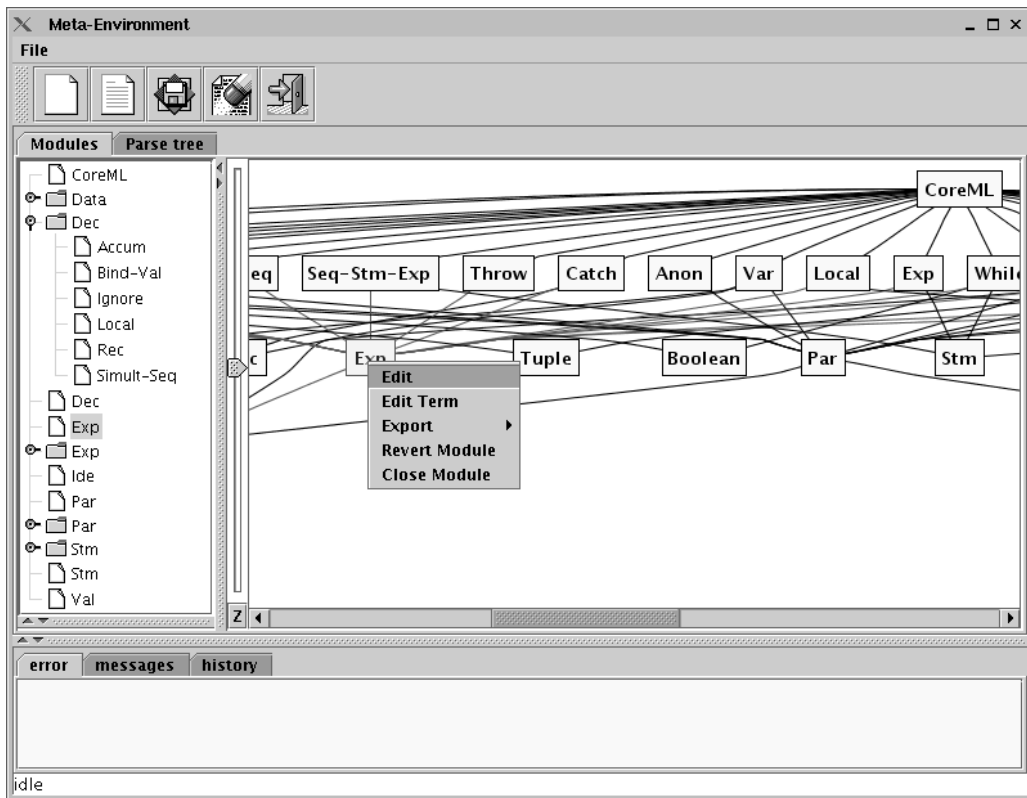 Meta-Environment
File
Modules
Parse tree
CoreML
Data
Dec
Accum
Bind-Val
Ignore
Local
Rec
Simult-Seq
Dec
Exp
Exp
Ide
Par
Par
Stm
Stm
Val
CoreML
eq
Seq-Stm-Exp
Throw
Catch
Anon
Var
Local
Exp
While
c
Exp
Tuple
Boolean
Par
Stm
Edit
Edit Term
Export
Revert Module
Close Module
Z
error
messages
history
idle